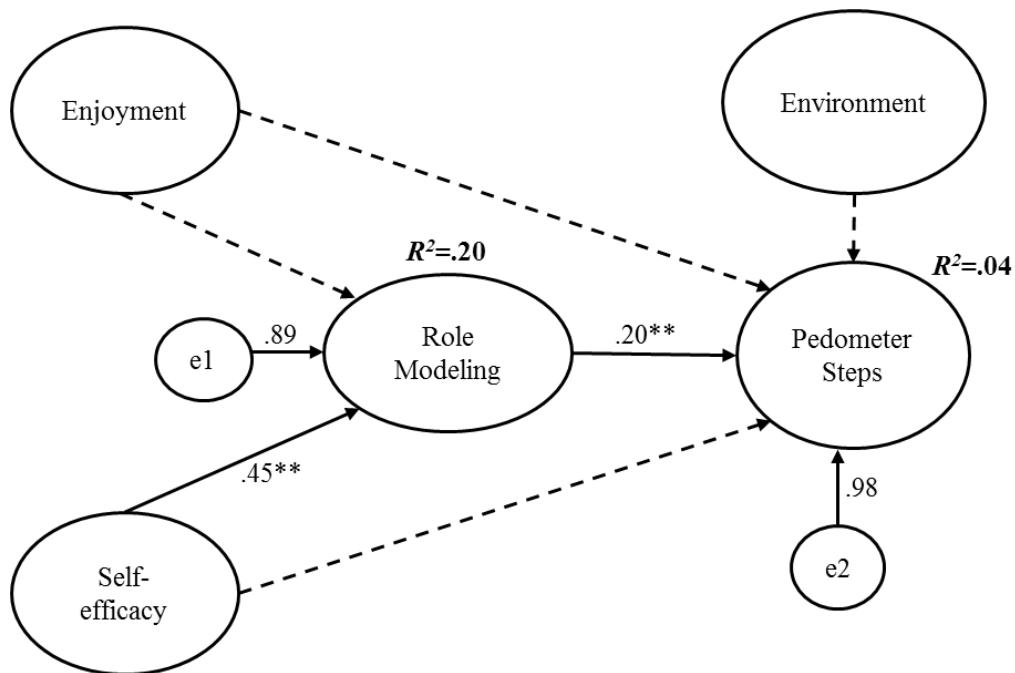 Enjoyment
Environment
R²=.20
R²=.04
.89
e1
Role
Modeling
.20**
Pedometer
Steps
.45**
.98
Self-
efficacy
e2